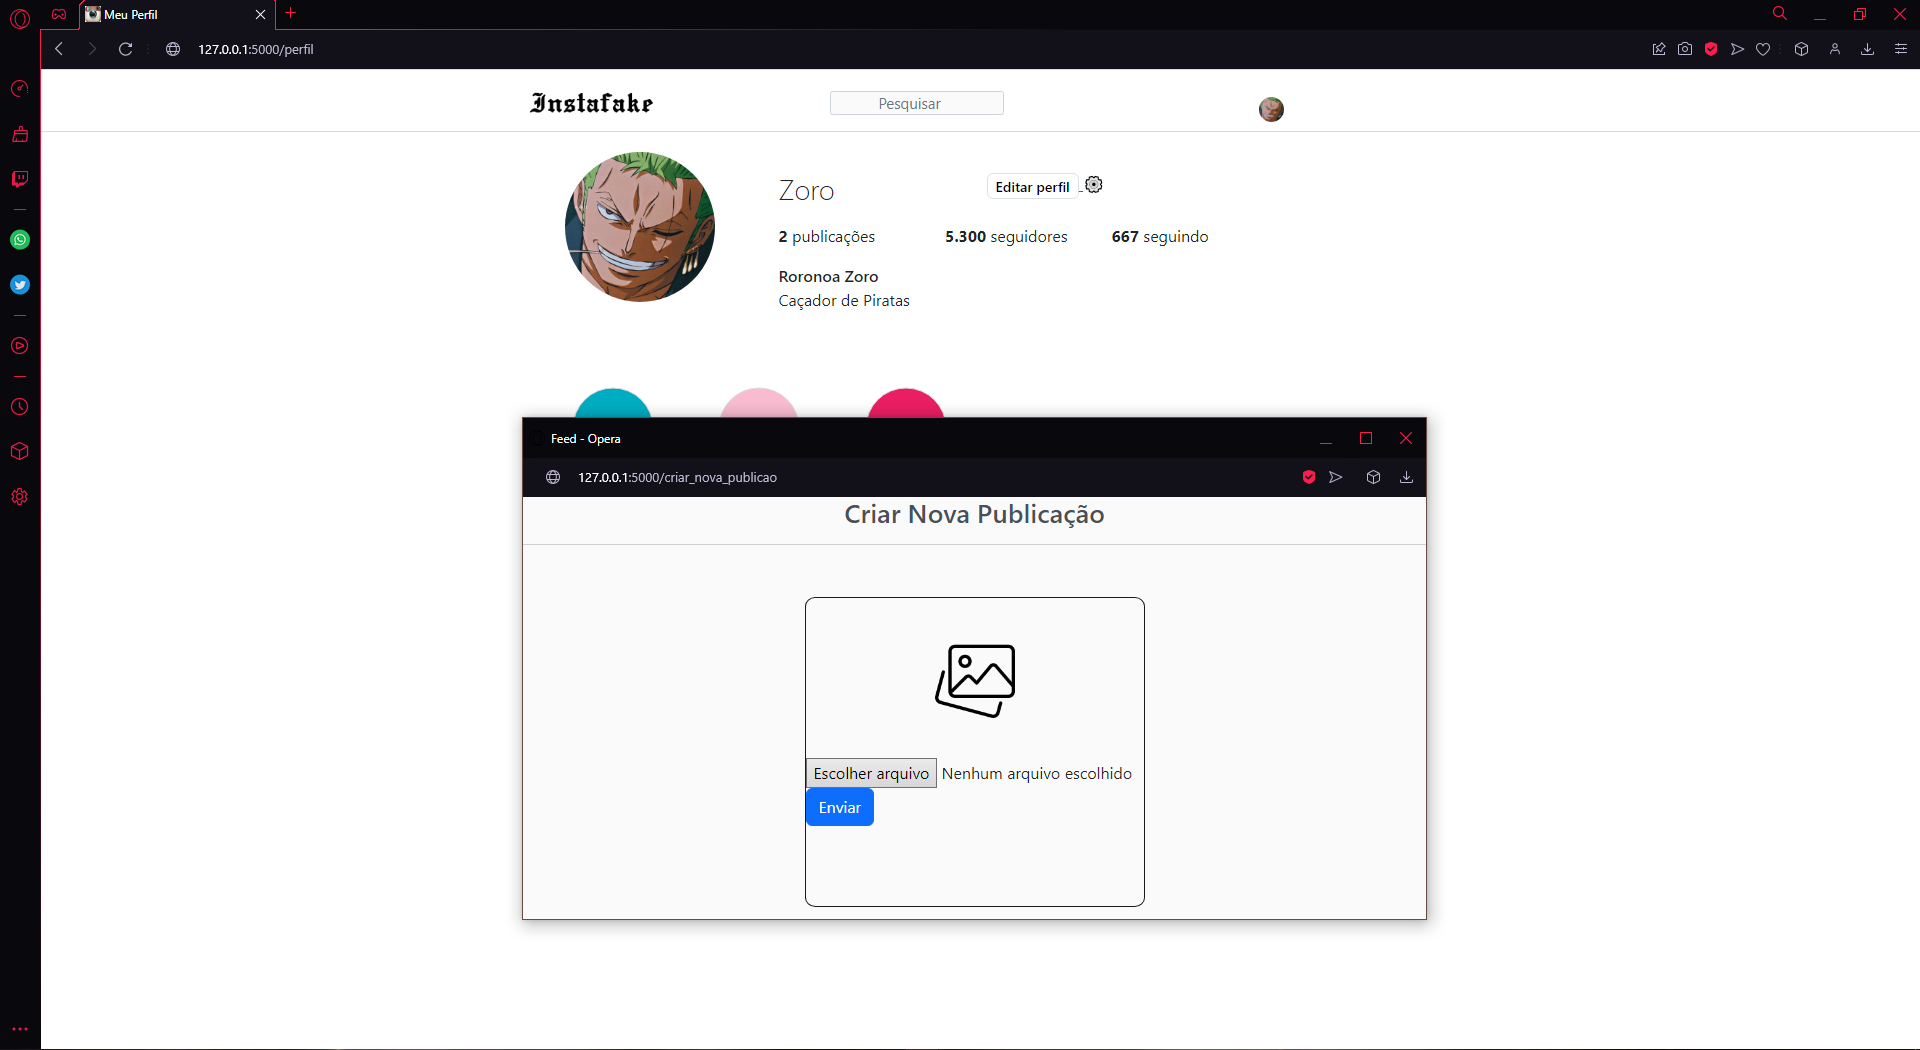 Meu Perfil
127.0.0.1:5000/perfil
Instafake
Pesquisar
Zoro
Editar perfil
2 publicações 5.300 seguidores 667 seguindo
Roronoa Zoro
Caçador de Piratas
Feed - Opera
127.0.0.1:5000/criar_nova_publicao
Criar Nova Publicação
Escolher arquivo Nenhum arquivo escolhido
Enviar